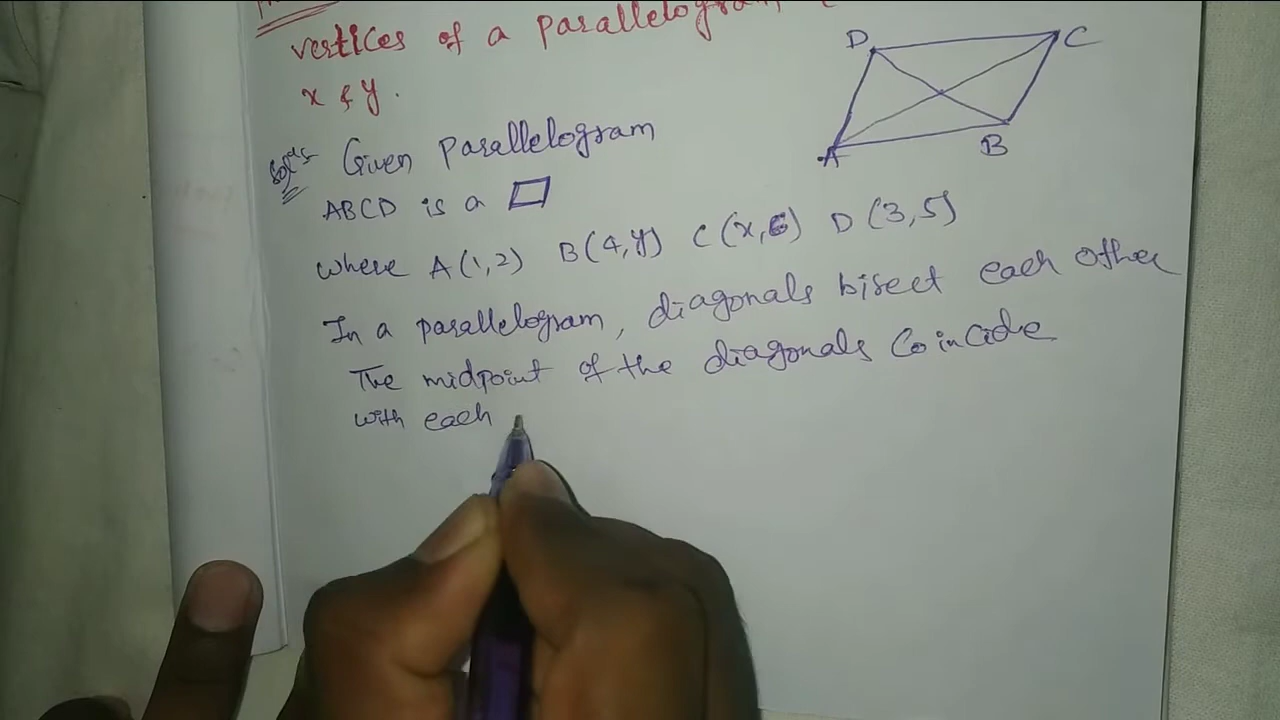 vertices of a parallelogram,
x & y.
Sol:- Given parallelogram
ABCD is a ▱
where A(1,2) B(4,y) C(x,6) D(3,5)
In a parallelogram, diagonals bisect each other
The midpoint of the diagonals coincide
with each
D
C
A
B